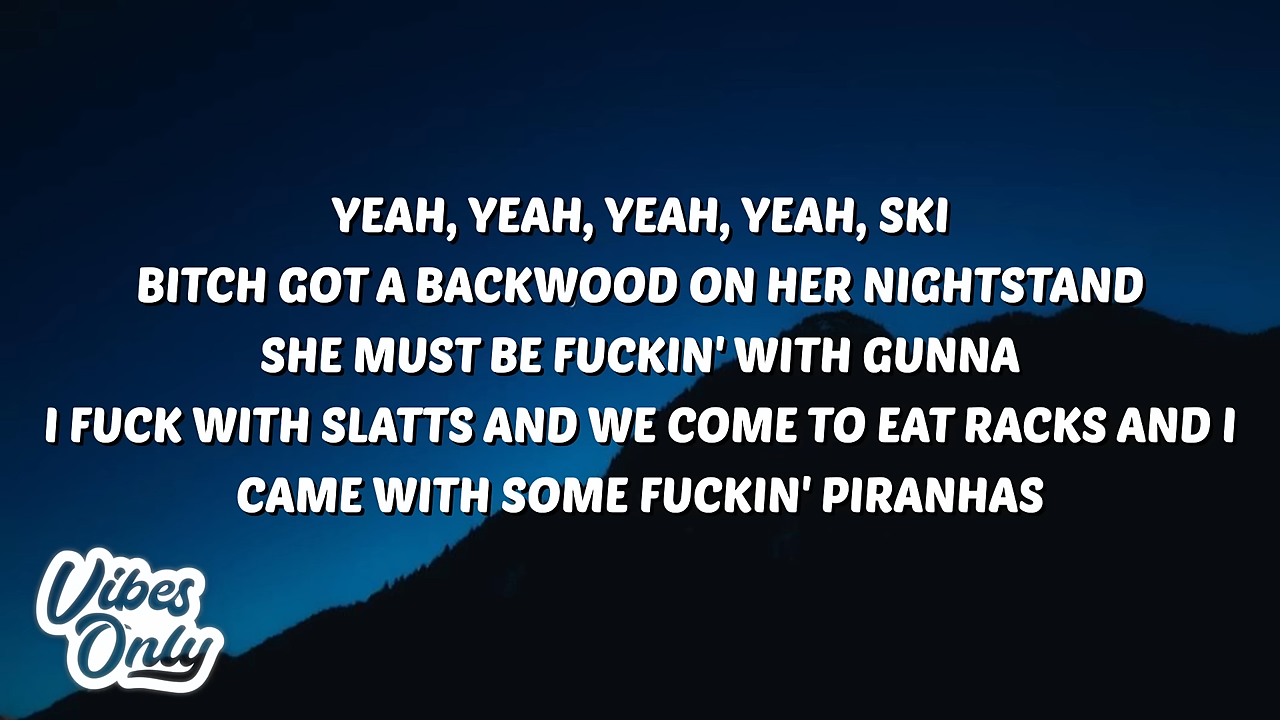 YEAH, YEAH, YEAH, YEAH, SKI
BITCH GOT A BACKWOOD ON HER NIGHTSTAND
SHE MUST BE FUCKIN' WITH GUNNA
I FUCK WITH SLATTS AND WE COME TO EAT RACKS AND I
CAME WITH SOME FUCKIN' PIRANHAS
Vibes
Only